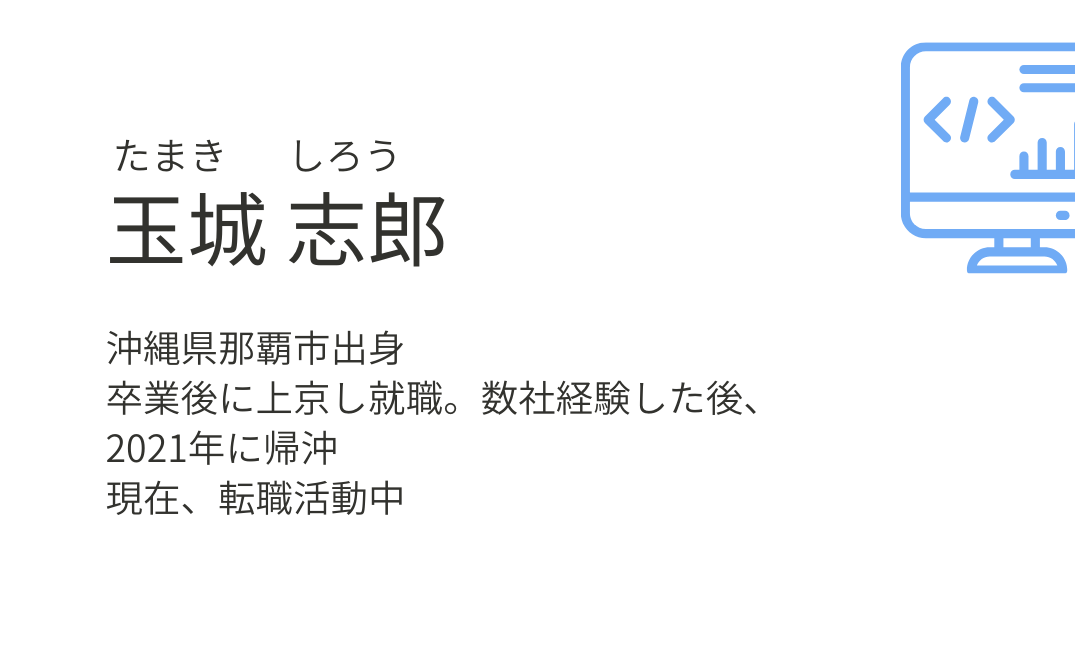 たまき　しろう
玉城 志郎
沖縄県那覇市出身
卒業後に上京し就職。数社経験した後、
2021年に帰沖
現在、転職活動中
</>